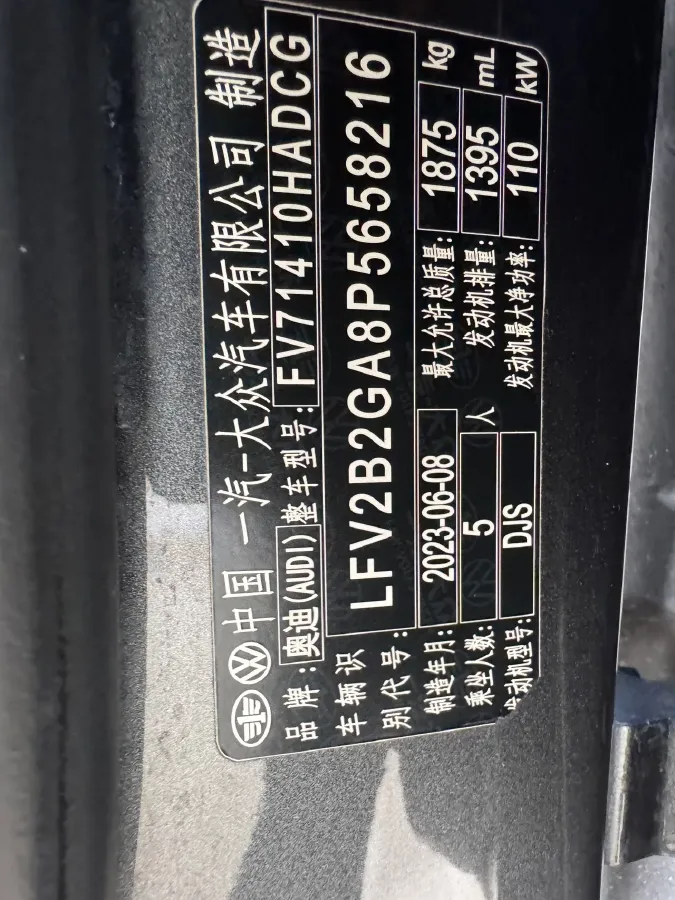 中国 一汽-大众汽车有限公司 制造
品牌: 奥迪(AUDI) 整车型号: FV71410HADCG
车辆识别代号: LFV2B2GA8P5658216
制造年月: 2023-06-08 最大允许总质量: 1875 kg
乘坐人数: 5 人 发动机排量: 1395 mL
发动机型号: DJS 发动机最大净功率: 110 kW